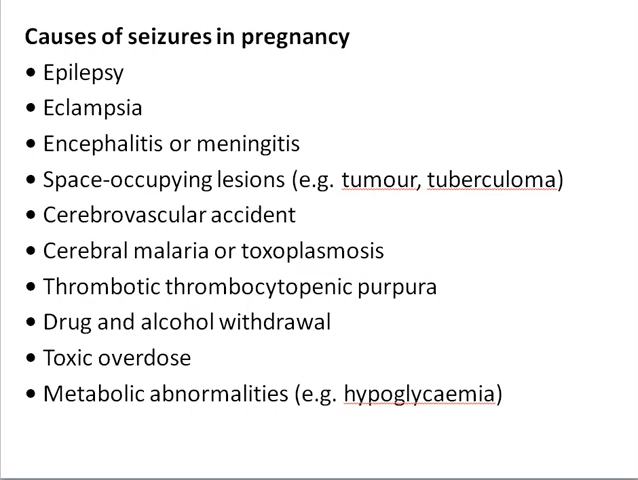 Causes of seizures in pregnancy
• Epilepsy
• Eclampsia
• Encephalitis or meningitis
• Space-occupying lesions (e.g. tumour, tuberculoma)
• Cerebrovascular accident
• Cerebral malaria or toxoplasmosis
• Thrombotic thrombocytopenic purpura
• Drug and alcohol withdrawal
• Toxic overdose
• Metabolic abnormalities (e.g. hypoglycaemia)